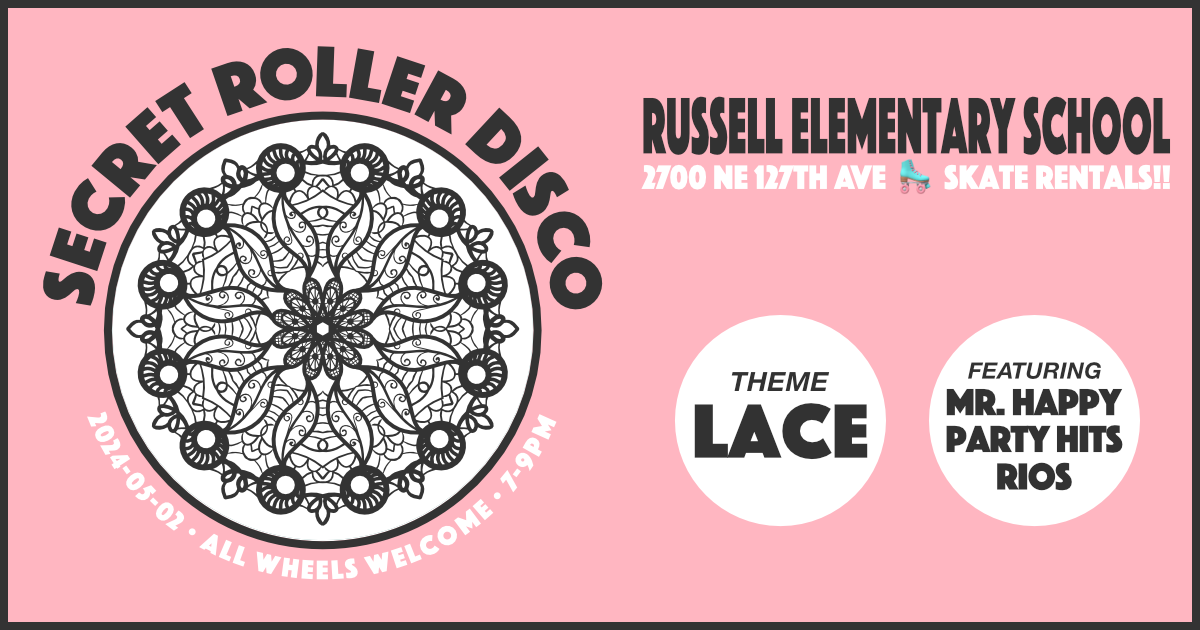 SECRET ROLLER DISCO
2024-05-02 • ALL WHEELS WELCOME • 7-9PM
RUSSELL ELEMENTARY SCHOOL
2700 NE 127TH AVE 🛼 SKATE RENTALS!!
THEME
LACE
FEATURING
MR. HAPPY
PARTY HITS
RIOS